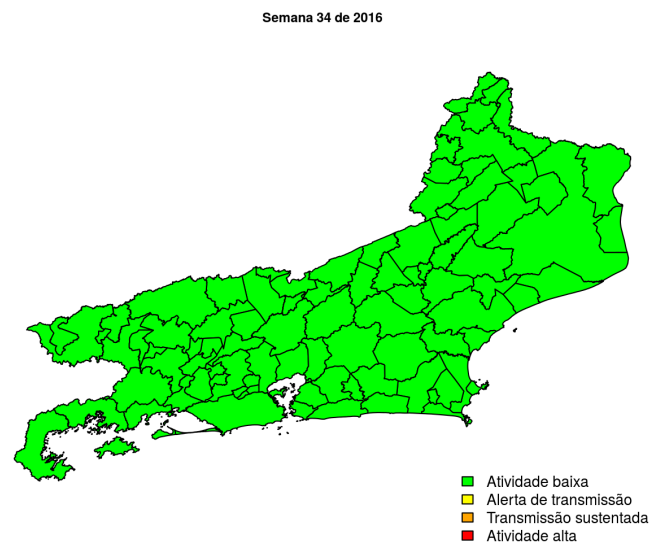 Semana 34 de 2016
Atividade baixa
Alerta de transmissão
Transmissão sustentada
Atividade alta